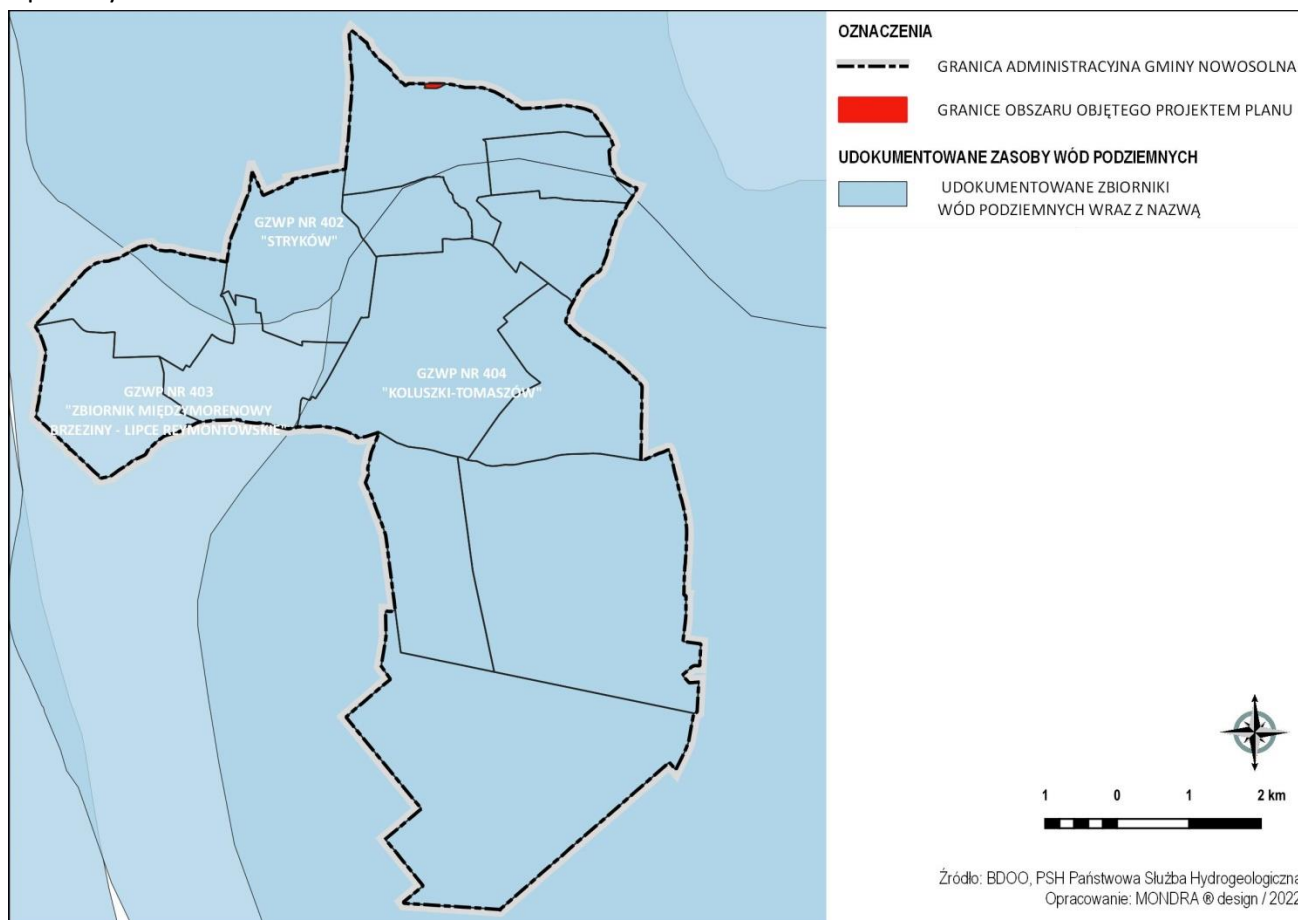 OZNACZENIA
GRANICA ADMINISTRACYJNA GMINY NOWOSOLNA
GRANICE OBSZARU OBJĘTEGO PROJEKTEM PLANU
UDOKUMENTOWANE ZASOBY WÓD PODZIEMNYCH
UDOKUMENTOWANE ZBIORNIKI
WÓD PODZIEMNYCH WRAZ Z NAZWĄ
GZWP NR 402
"STRYKÓW"
GZWP NR 404
"KOLUSZKI-TOMASZÓW"
GZWP NR 403
"ZBIORNIK MIĘDZYMORENOWY
BRZEZINY - LIPCE REYMONTOWSKIE"
1 0 1 2 km
Źródło: BDOO, PSH Państwowa Służba Hydrogeologiczna
Opracowanie: MONDRA ® design / 2022